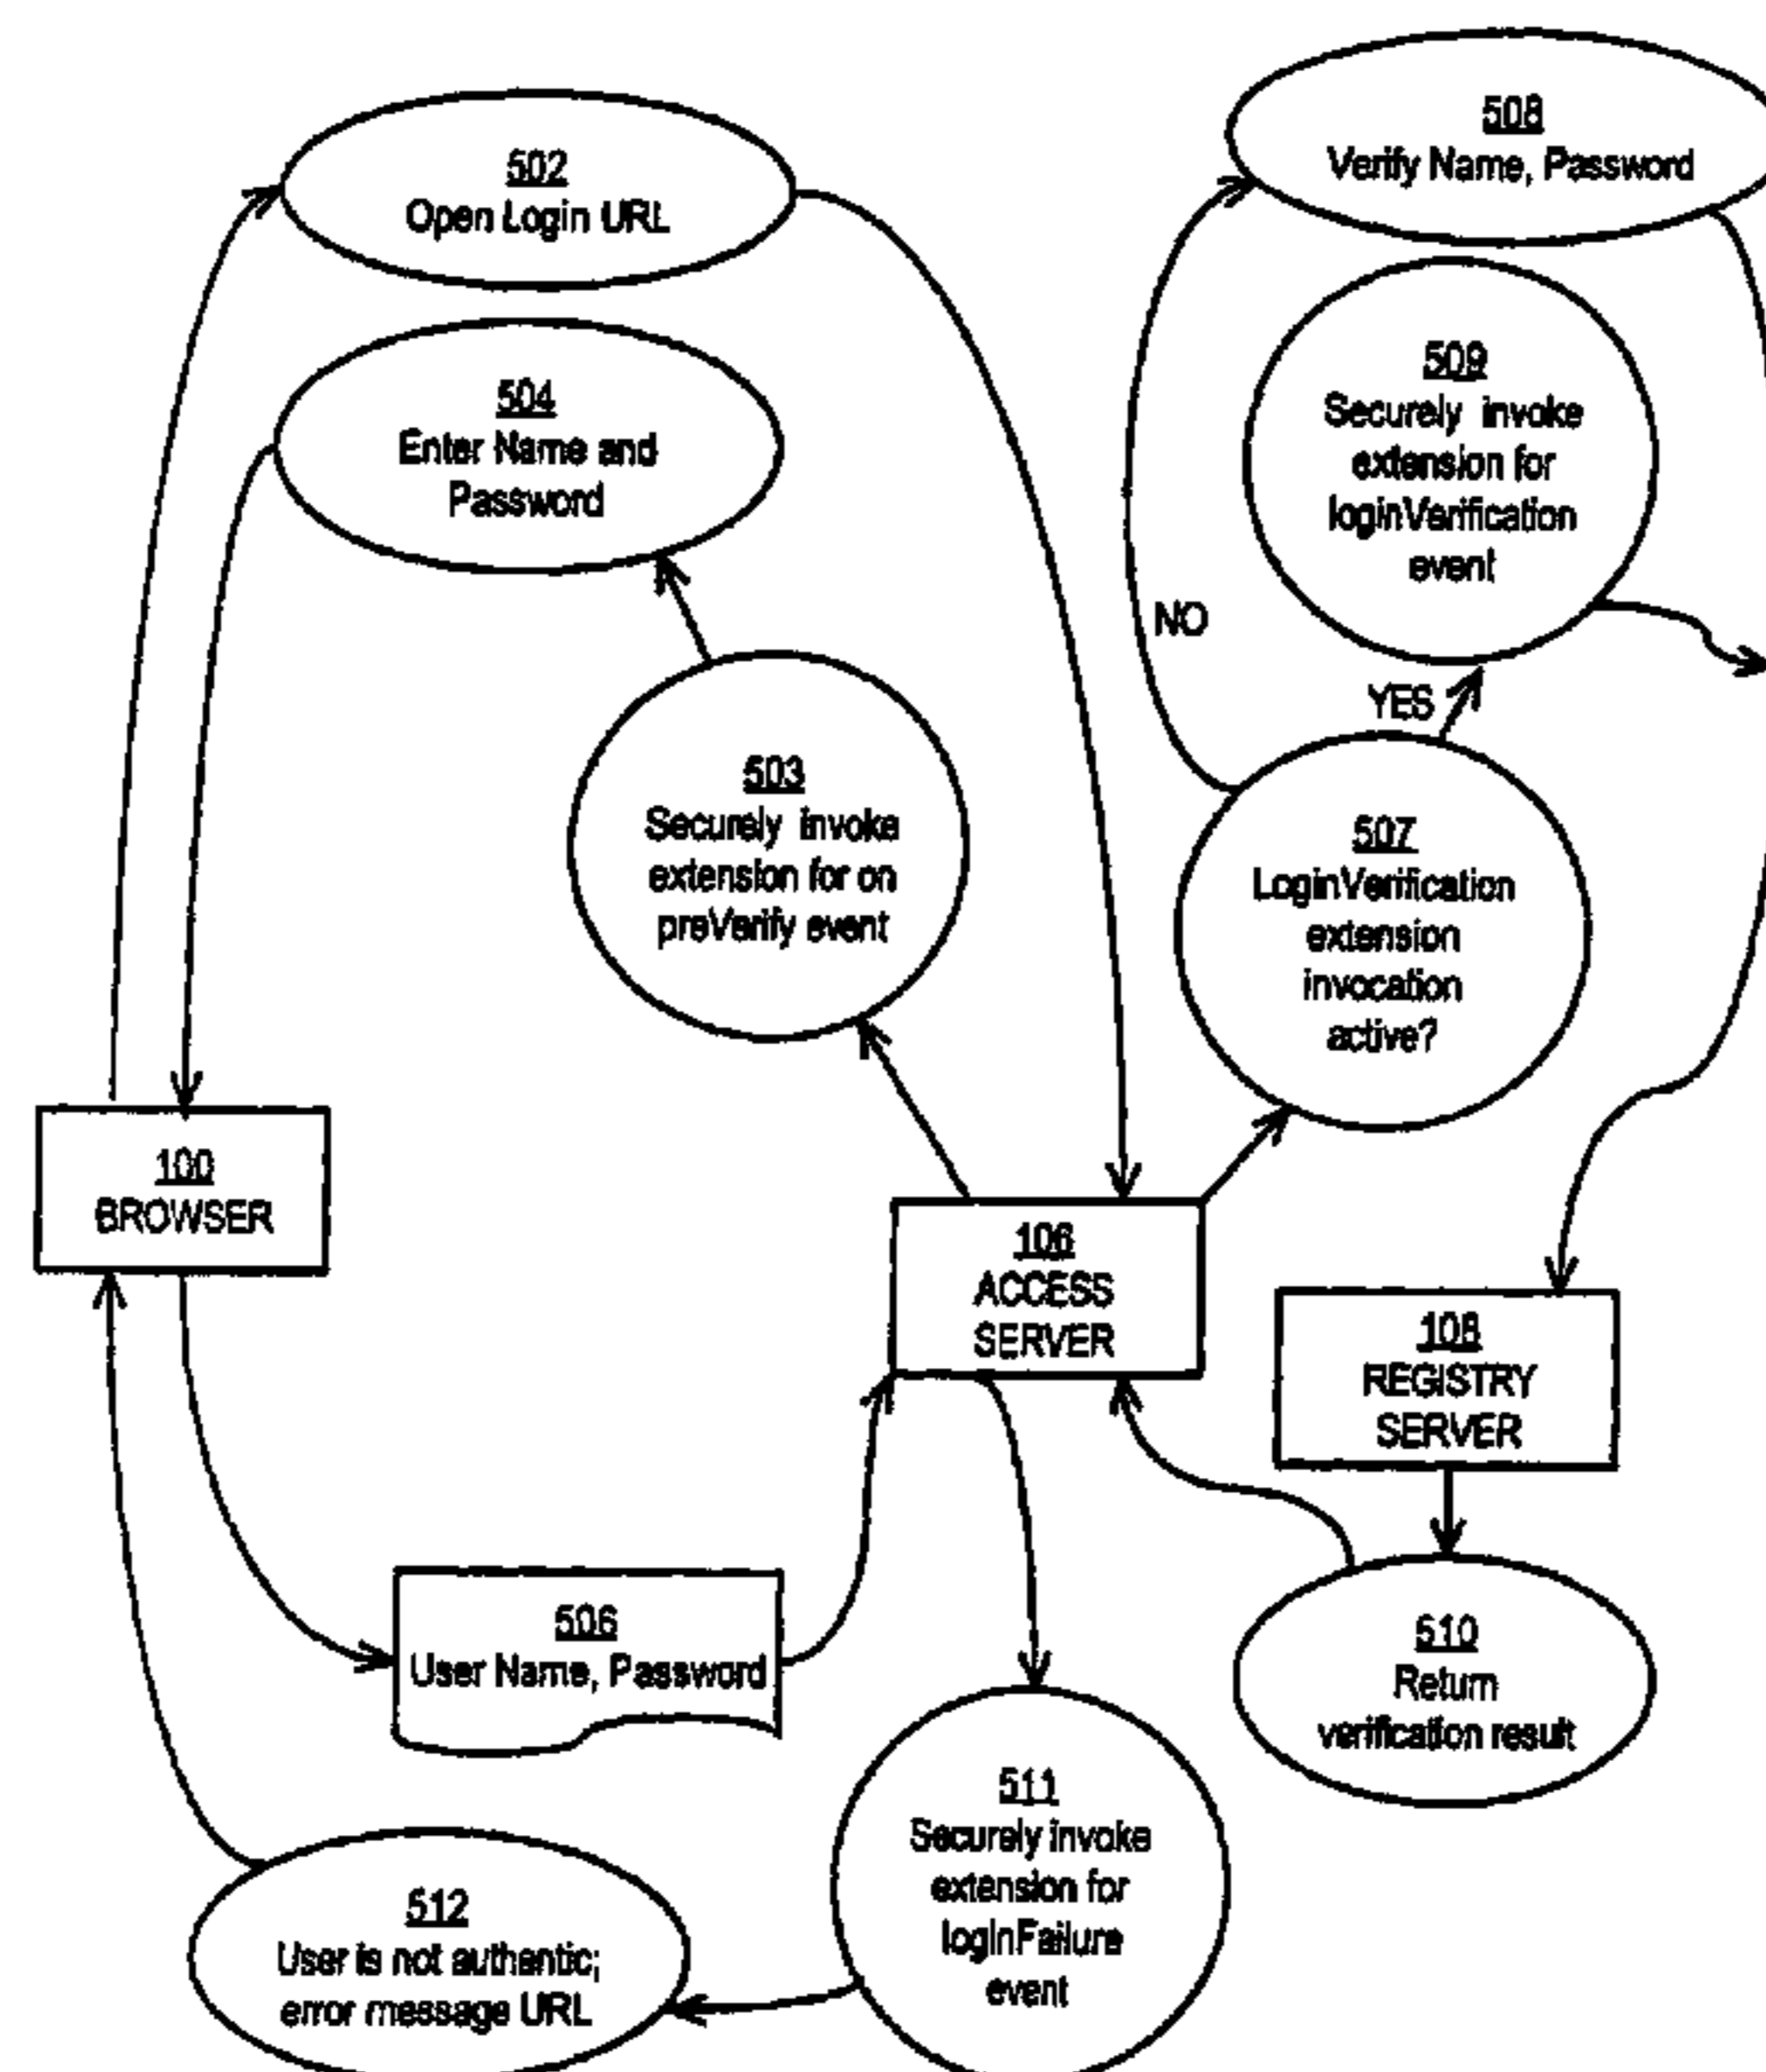 502
Open Login URL
504
Enter Name and
Password
503
Securely invoke
extension for on
preVerify event
508
Verify Name, Password
509
Securely invoke
extension for
loginVerification
event
NO
YES
507
LoginVerification
extension
invocation
active?
100
BROWSER
106
ACCESS
SERVER
108
REGISTRY
SERVER
506
User Name, Password
510
Return
verification result
511
Securely invoke
extension for
loginFailure
event
512
User is not authentic;
error message URL